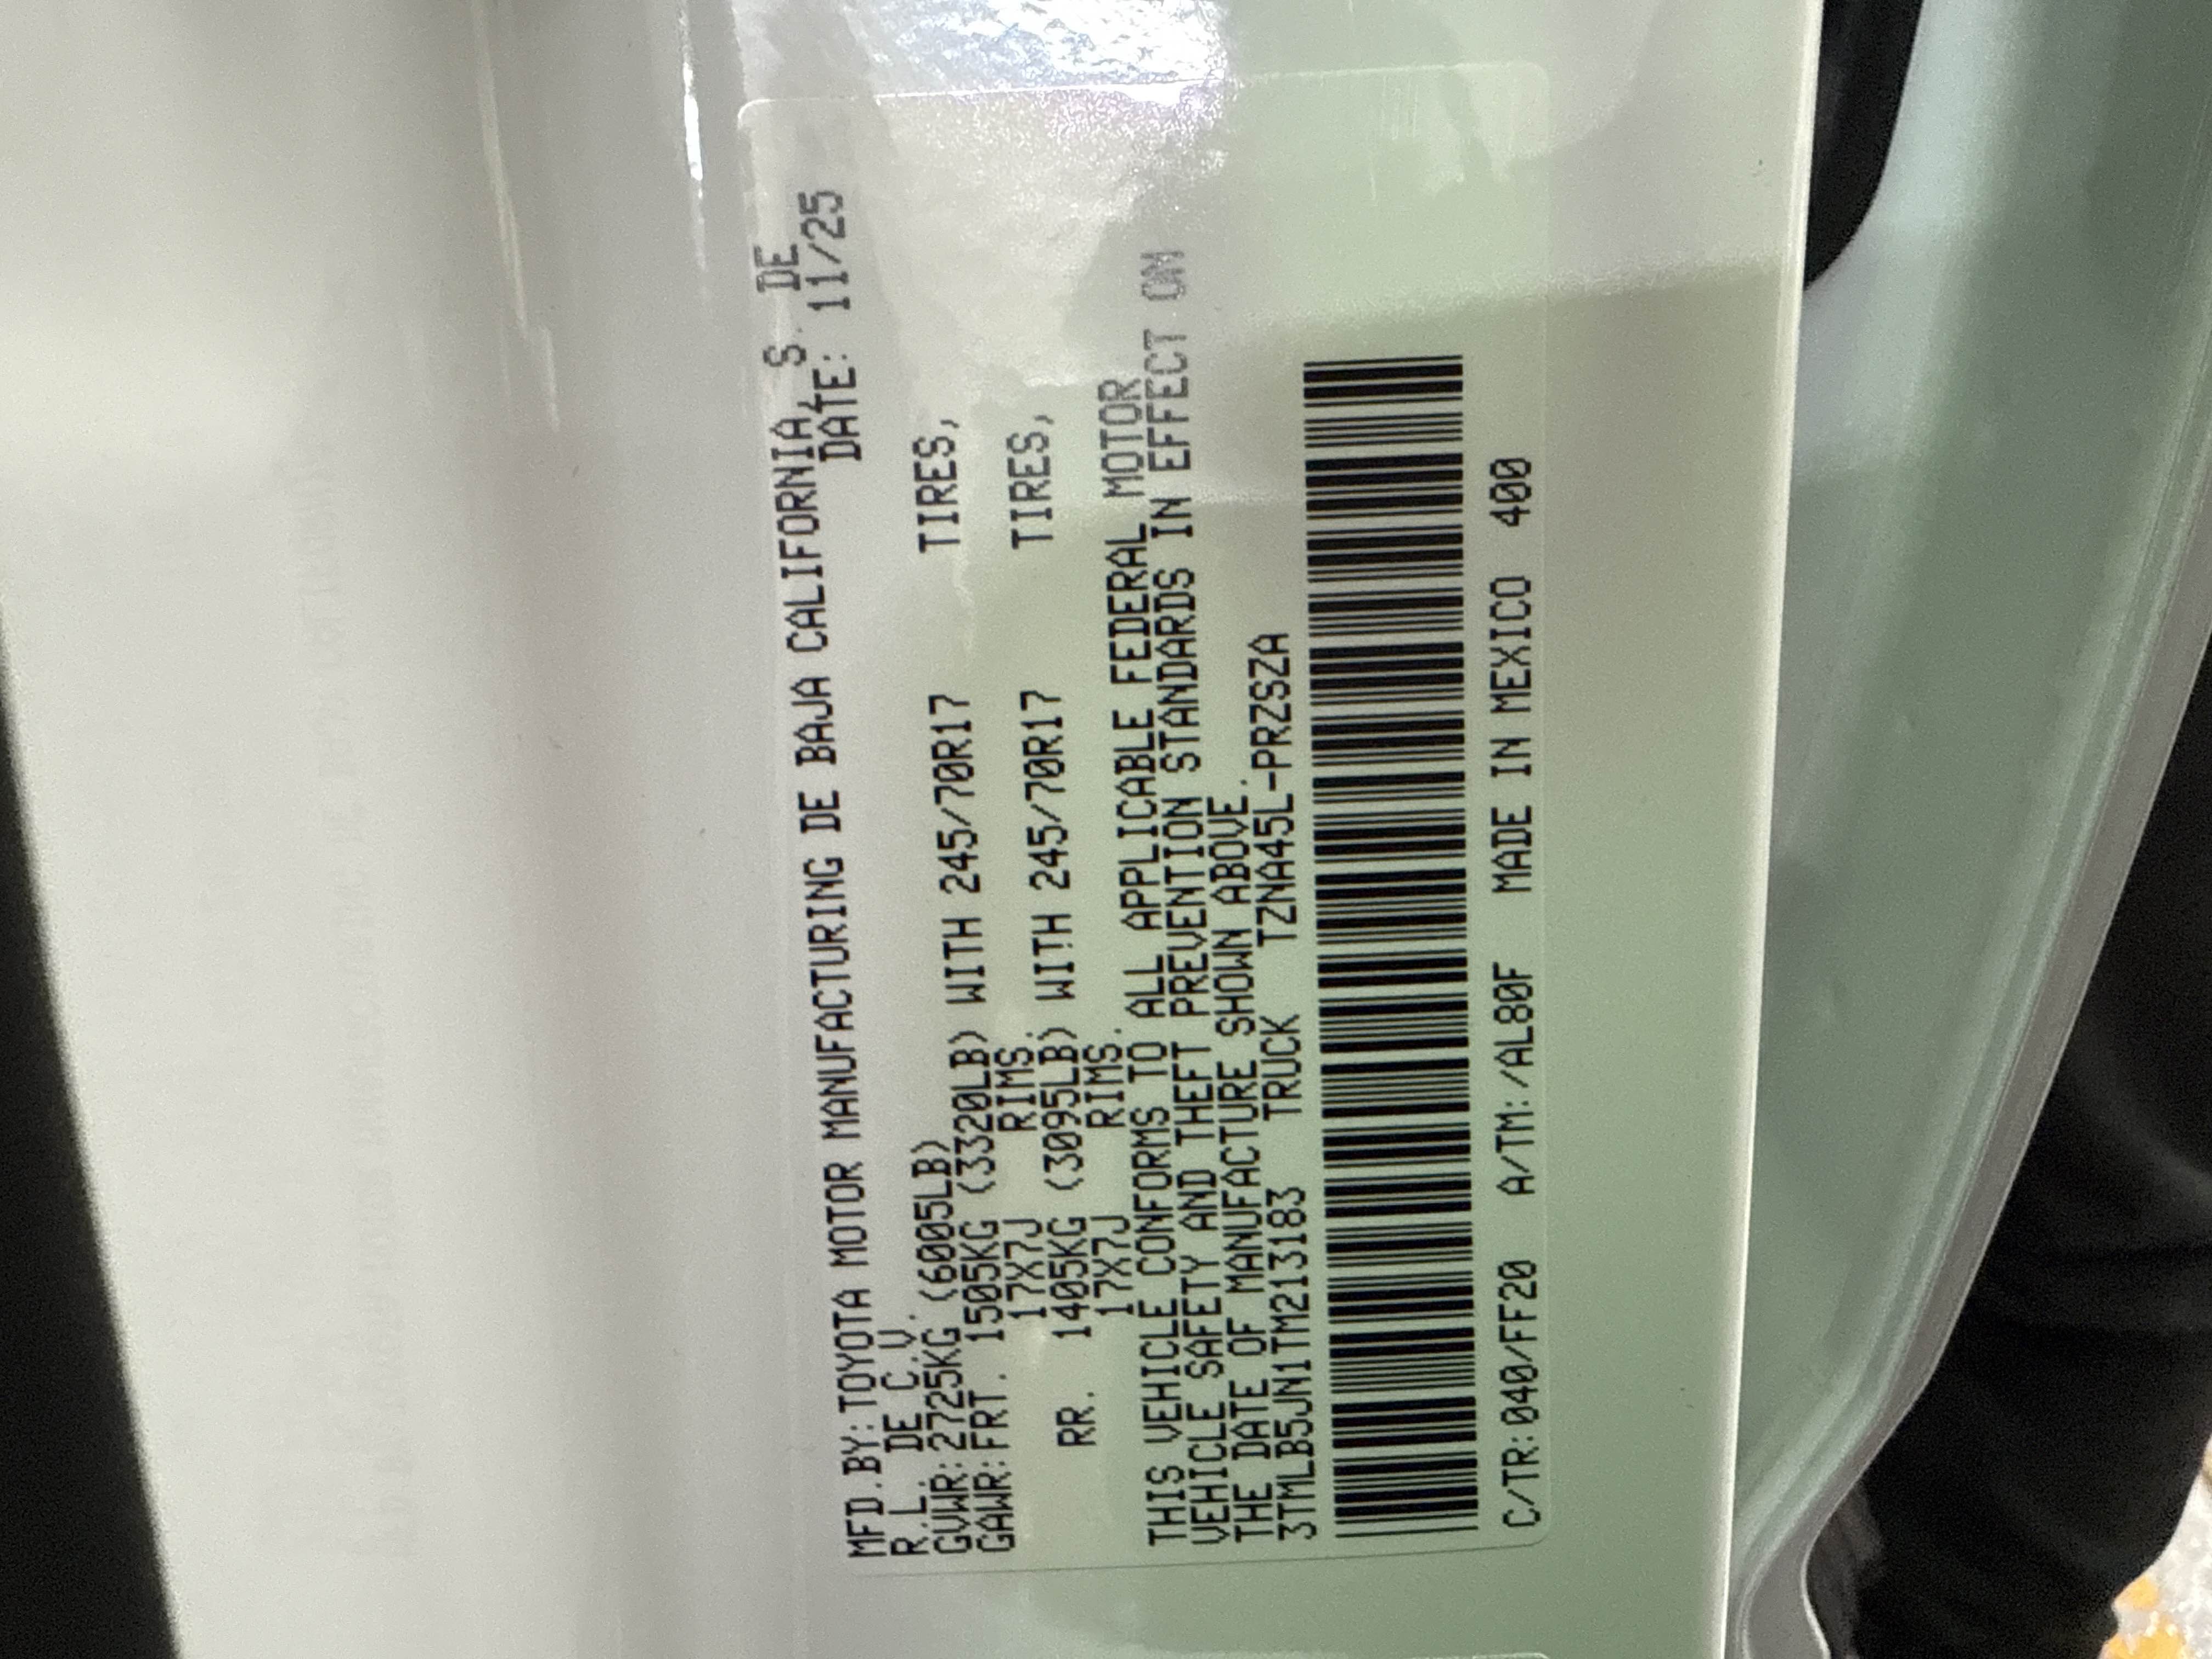 MFD.BY:TOYOTA MOTOR MANUFACTURING DE BAJA CALIFORNIA, S. DE
R.L. DE C.V. DATE: 11/25
GVWR:2725KG (6005LB)
GAWR:FRT. 1505KG (3320LB) WITH 245/70R17 TIRES,
17X7J RIMS.
RR. 1405KG (3095LB) WITH 245/70R17 TIRES,
17X7J RIMS.
THIS VEHICLE CONFORMS TO ALL APPLICABLE FEDERAL MOTOR
VEHICLE SAFETY AND THEFT PREVENTION STANDARDS IN EFFECT ON
THE DATE OF MANUFACTURE SHOWN ABOVE.
3TMLB5JN1TM213183 TRUCK TZNA45L-PRZSZA
C/TR:040/FF20 A/TM:/AL80F MADE IN MEXICO 400